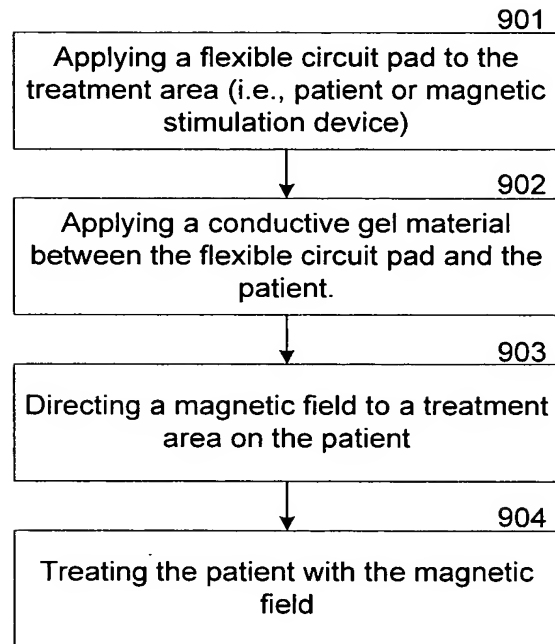 901
Applying a flexible circuit pad to the
treatment area (i.e., patient or magnetic
stimulation device)
902
Applying a conductive gel material
between the flexible circuit pad and the
patient.
903
Directing a magnetic field to a treatment
area on the patient
904
Treating the patient with the magnetic
field